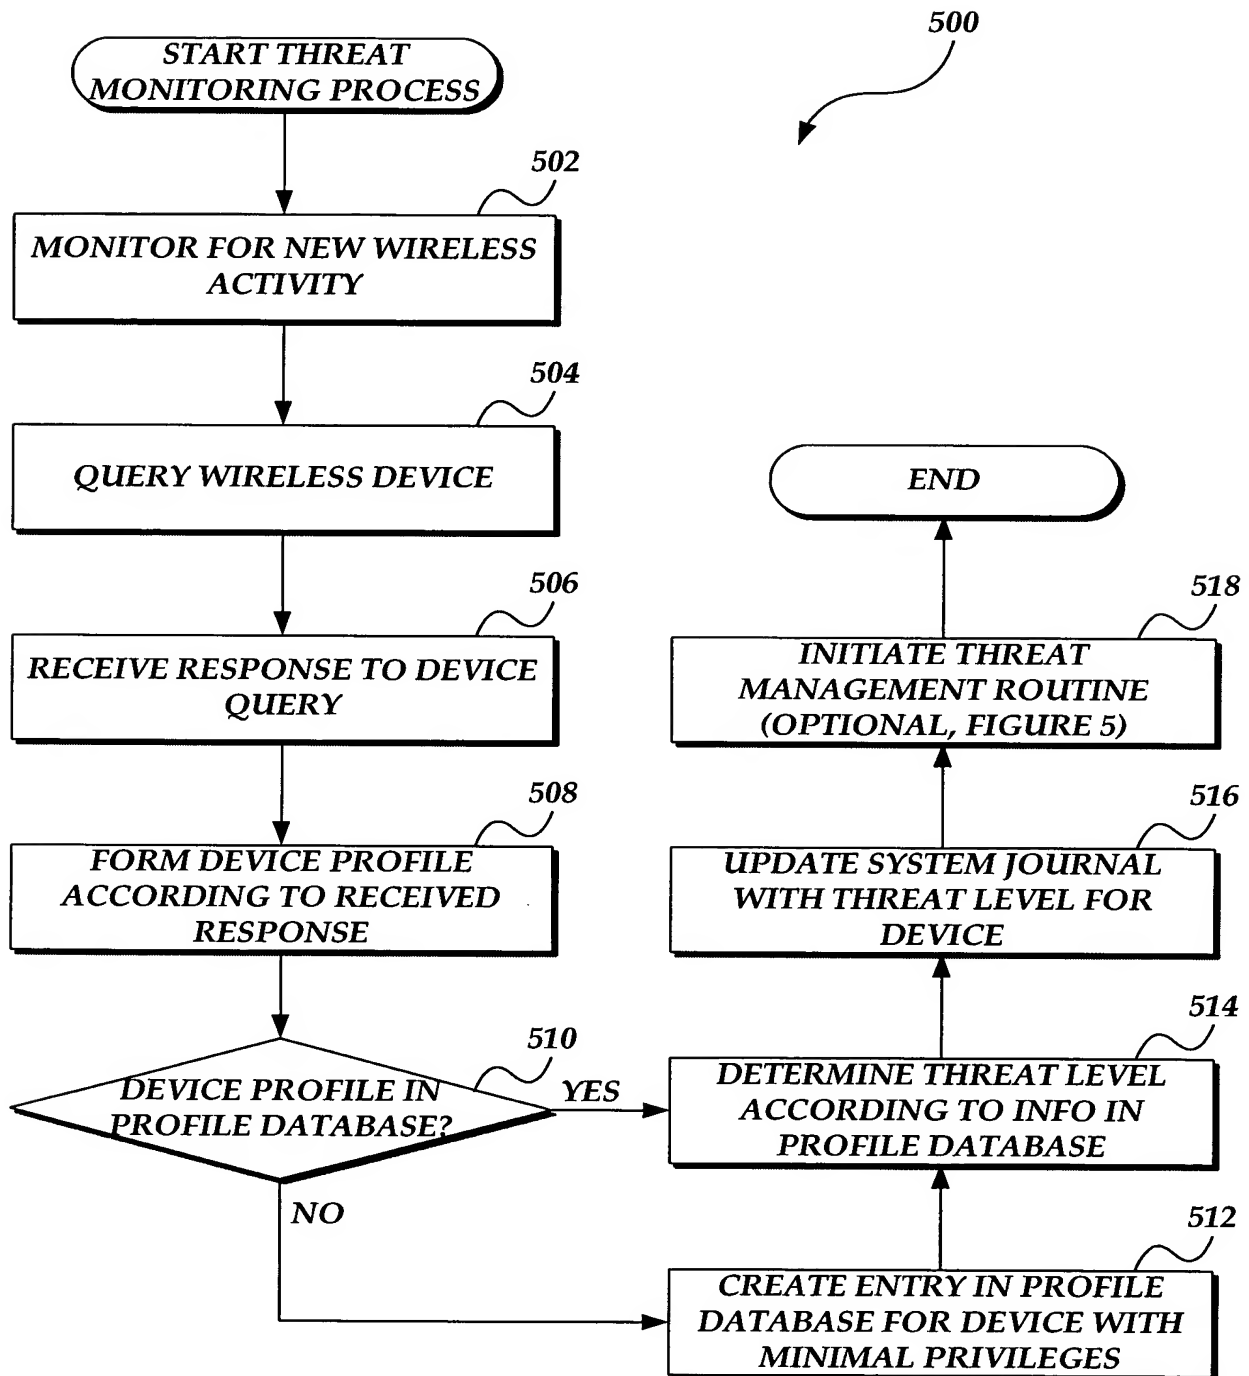 500
START THREAT
MONITORING PROCESS
502
MONITOR FOR NEW WIRELESS
ACTIVITY
504
QUERY WIRELESS DEVICE
506
RECEIVE RESPONSE TO DEVICE
QUERY
508
FORM DEVICE PROFILE
ACCORDING TO RECEIVED
RESPONSE
510
DEVICE PROFILE IN
PROFILE DATABASE?
YES
NO
512
CREATE ENTRY IN PROFILE
DATABASE FOR DEVICE WITH
MINIMAL PRIVILEGES
514
DETERMINE THREAT LEVEL
ACCORDING TO INFO IN
PROFILE DATABASE
516
UPDATE SYSTEM JOURNAL
WITH THREAT LEVEL FOR
DEVICE
518
INITIATE THREAT
MANAGEMENT ROUTINE
(OPTIONAL, FIGURE 5)
END